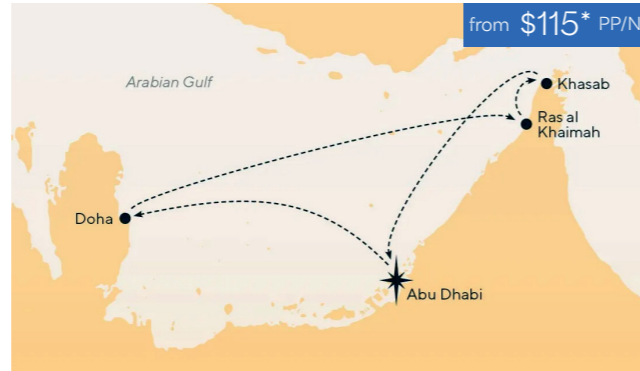 from $115* PP/N
Arabian Gulf
Khasab
Ras al
Khaimah
Doha
Abu Dhabi